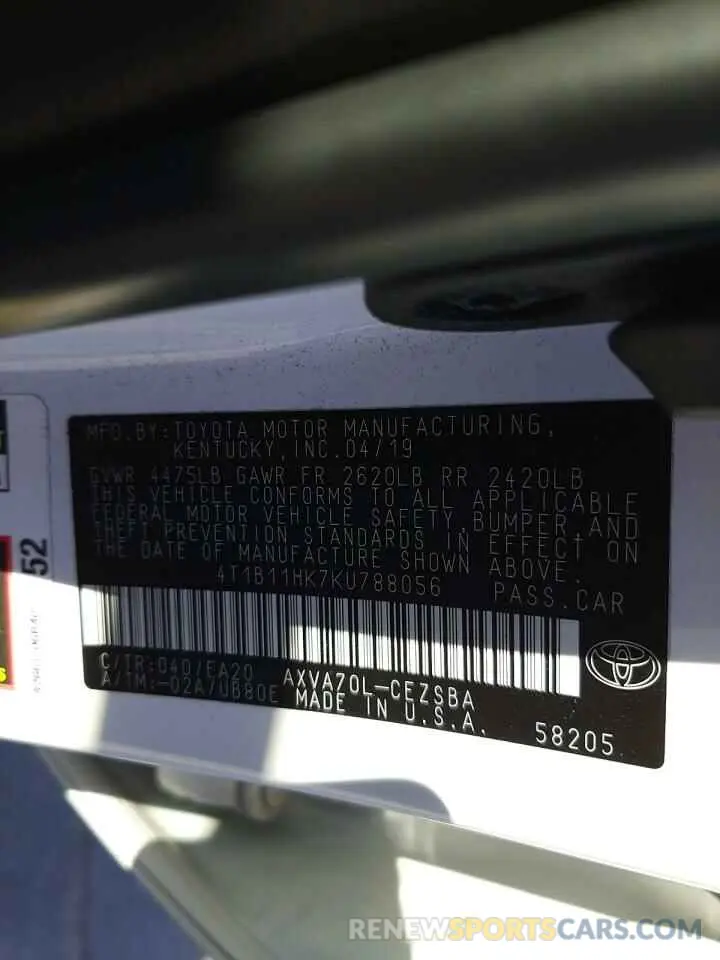 MFD.BY:TOYOTA MOTOR MANUFACTURING,
KENTUCKY,INC.04/19
GVWR 4475LB GAWR FR 2620LB RR 2420LB
THIS VEHICLE CONFORMS TO ALL APPLICABLE
FEDERAL MOTOR VEHICLE SAFETY,BUMPER,AND
THEFT PREVENTION STANDARDS IN EFFECT ON
THE DATE OF MANUFACTURE SHOWN ABOVE.
4T1B11HK7KU788056 PASS.CAR
C/TR:040/EA20 AXVA70L-CEZSBA
A/TM:-02A/UB80E MADE IN U.S.A.
58205
52
RENEWSPORTSCARS.COM